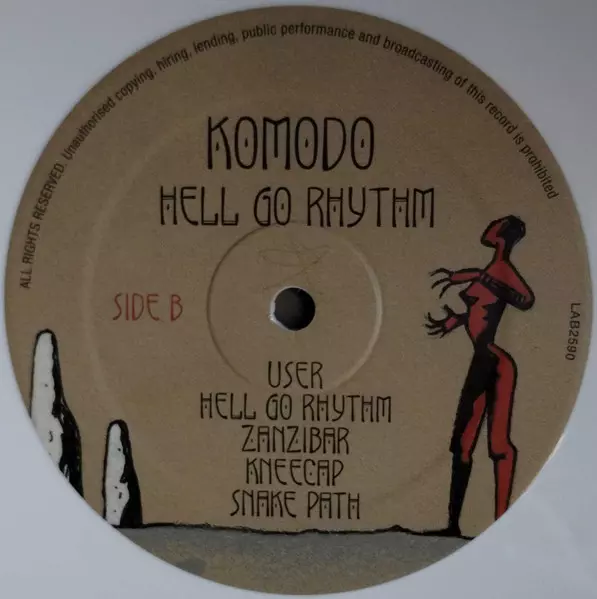 ALL RIGHTS RESERVED. Unauthorised copying, hiring, lending, public performance and broadcasting of this record is prohibited
KOMODO
HELL GO RHYTHM
SIDE B
LAB2590
USER
HELL GO RHYTHM
ZANZIBAR
KNEECAP
SNAKE PATH